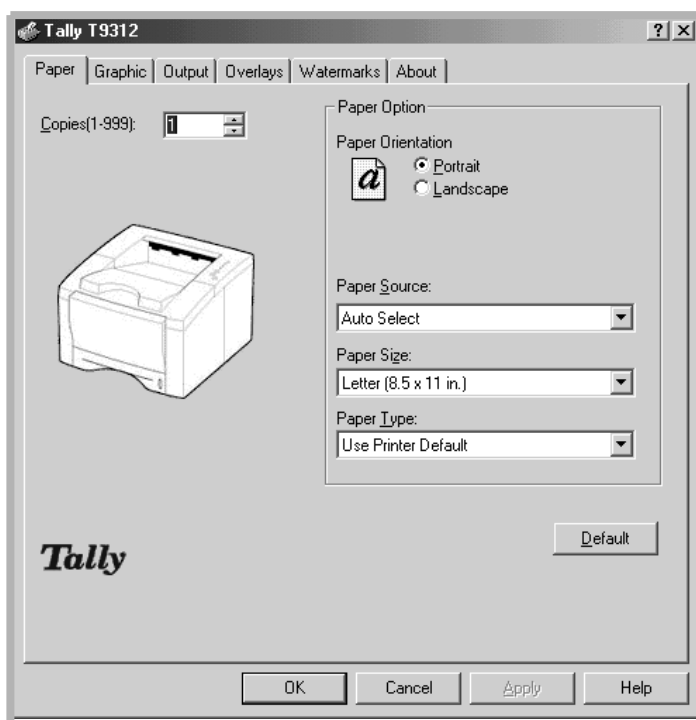 Tally T9312
Paper Graphic Output Overlays Watermarks About
Copies(1-999): 1
Paper Option
Paper Orientation
a
Portrait
Landscape
Paper Source:
Auto Select
Paper Size:
Letter (8.5 x 11 in.)
Paper Type:
Use Printer Default
Default
Tally
OK Cancel Apply Help